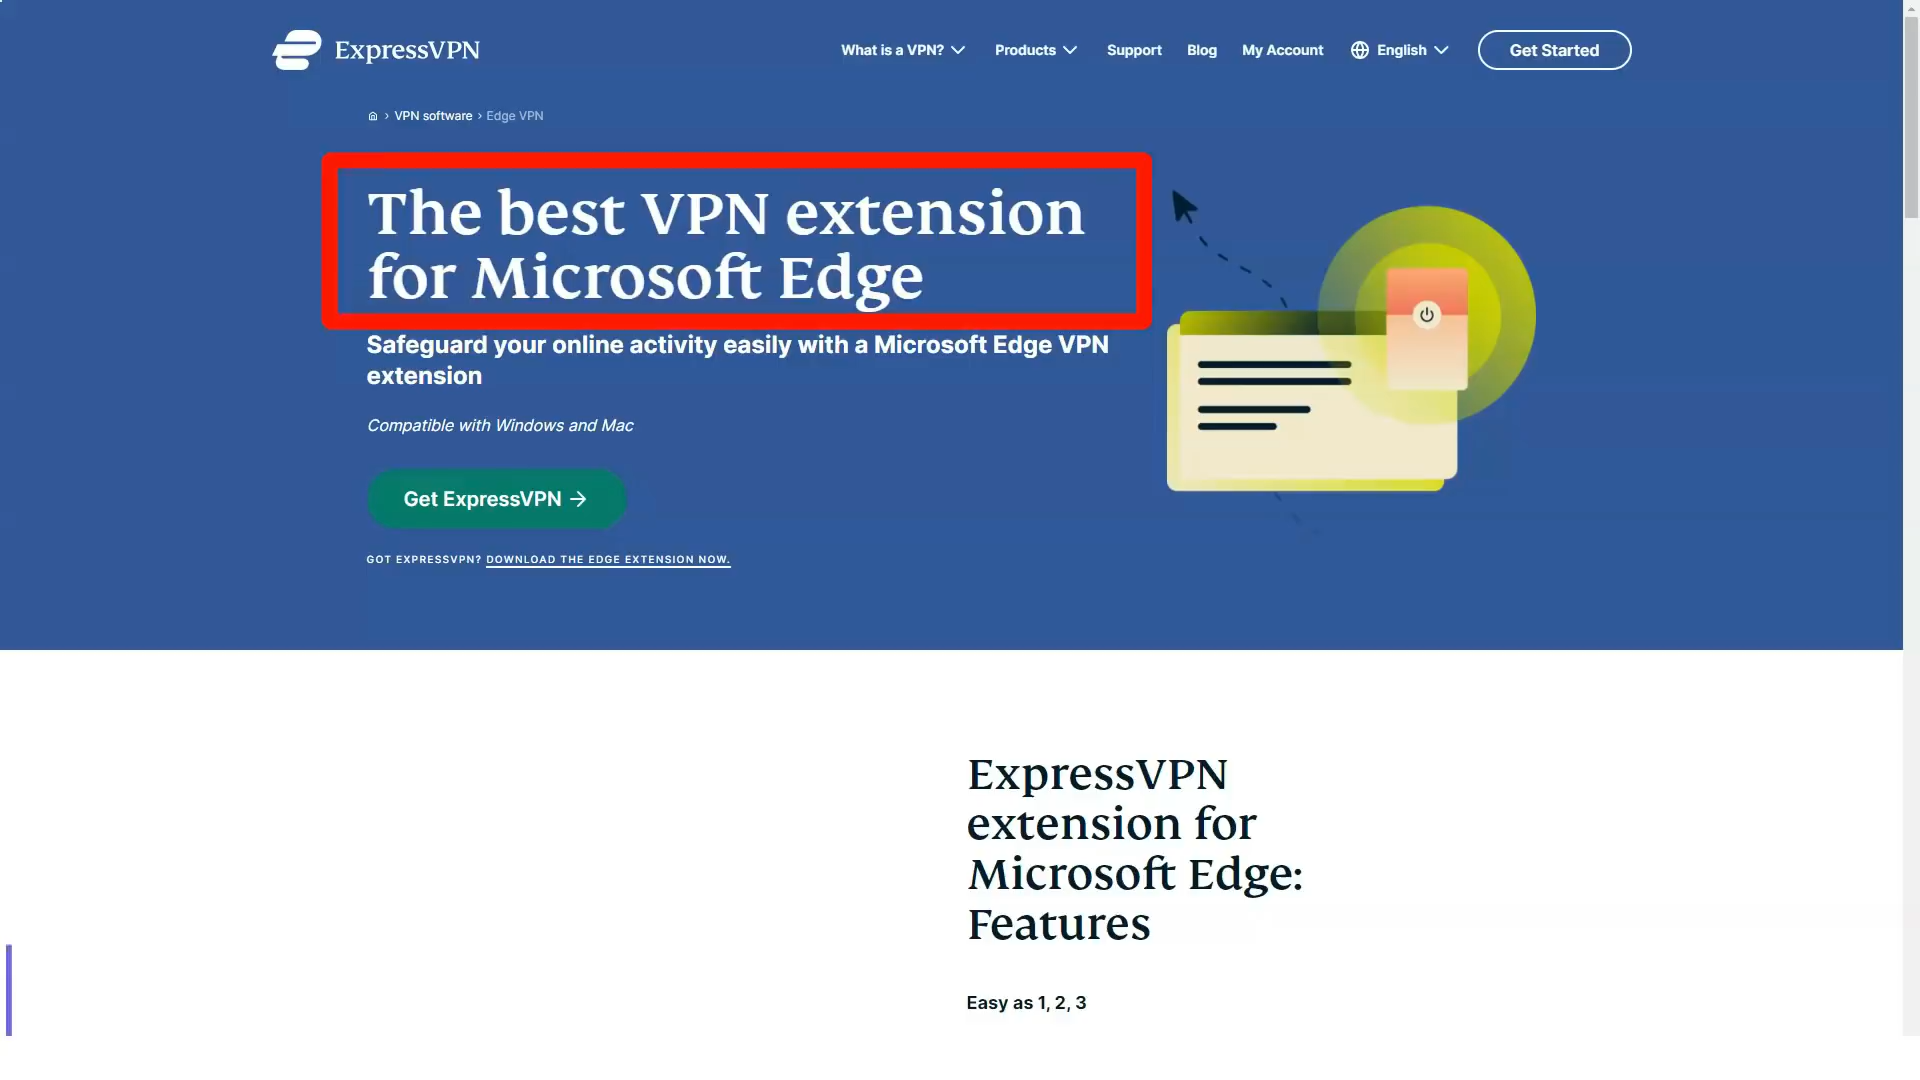 ExpressVPN
What is a VPN? Products Support Blog My Account English Get Started
› VPN software › Edge VPN
The best VPN extension
for Microsoft Edge
Safeguard your online activity easily with a Microsoft Edge VPN
extension
Compatible with Windows and Mac
Get ExpressVPN →
GOT EXPRESSVPN? DOWNLOAD THE EDGE EXTENSION NOW.
ExpressVPN
extension for
Microsoft Edge:
Features
Easy as 1, 2, 3